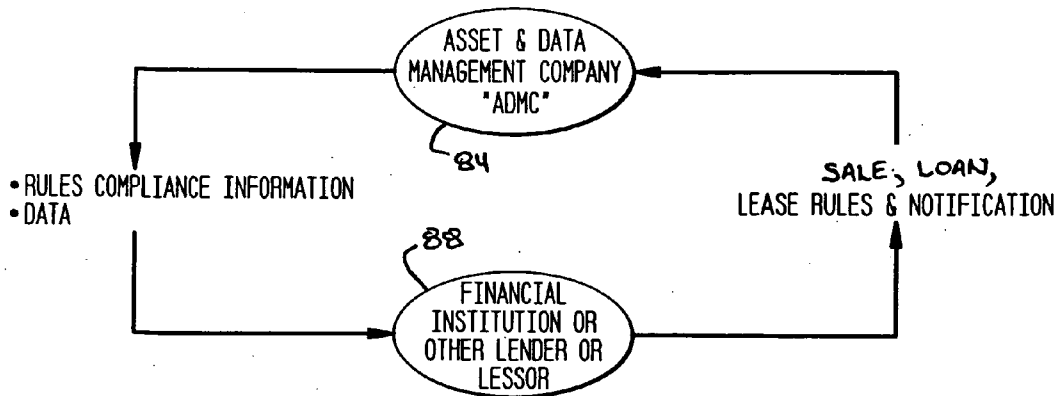 ASSET & DATA
MANAGEMENT COMPANY
"ADMC"
84
• RULES COMPLIANCE INFORMATION
• DATA
SALE, LOAN,
LEASE RULES & NOTIFICATION
88
FINANCIAL
INSTITUTION OR
OTHER LENDER OR
LESSOR